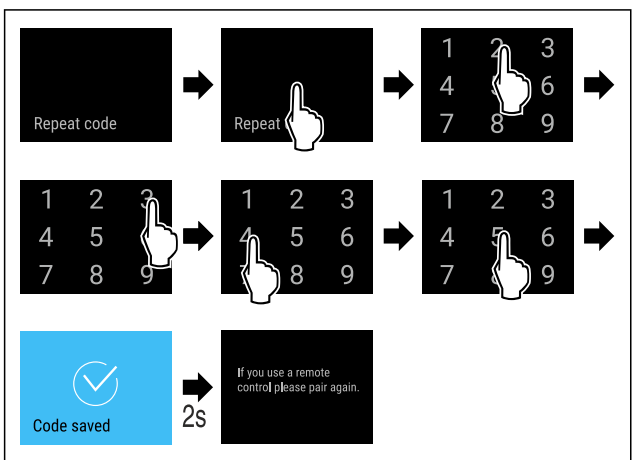 Repeat code
Repeat
1 2 3
4 6
7 8 9
1 2 3
4 5
7 8 9
1 2 3
4 5 6
8 9
1 2 3
4 5 6
7 9
Code saved
2s
If you use a remote
control please pair again.